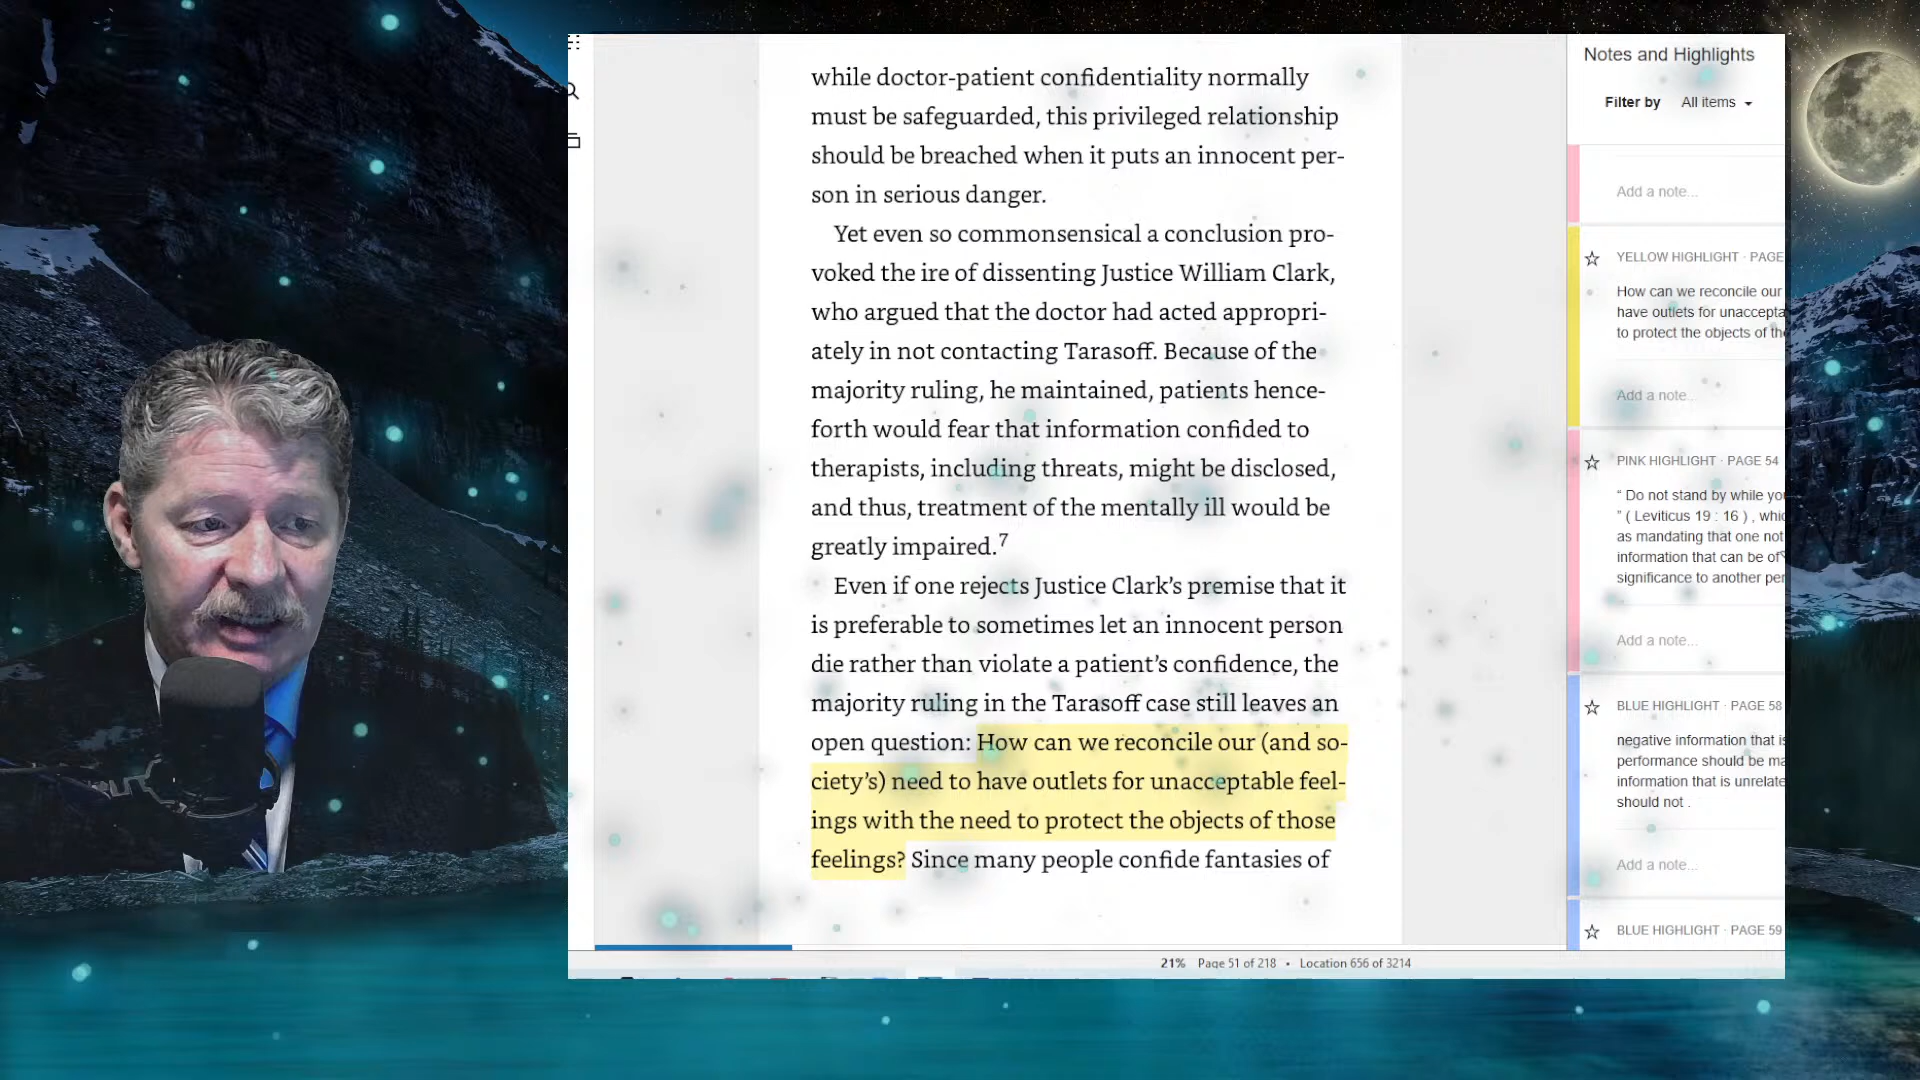 while doctor-patient confidentiality normally
must be safeguarded, this privileged relationship
should be breached when it puts an innocent per-
son in serious danger.
Yet even so commonsensical a conclusion pro-
voked the ire of dissenting Justice William Clark,
who argued that the doctor had acted appropri-
ately in not contacting Tarasoff. Because of the
majority ruling, he maintained, patients hence-
forth would fear that information confided to
therapists, including threats, might be disclosed,
and thus, treatment of the mentally ill would be
greatly impaired.7
Even if one rejects Justice Clark's premise that it
is preferable to sometimes let an innocent person
die rather than violate a patient's confidence, the
majority ruling in the Tarasoff case still leaves an
open question: How can we reconcile our (and so-
ciety's) need to have outlets for unacceptable feel-
ings with the need to protect the objects of those
feelings? Since many people confide fantasies of
21% Page 51 of 218 • Location 656 of 3214
Notes and Highlights
Filter by All items
Add a note...
YELLOW HIGHLIGHT · PAGE
How can we reconcile our
have outlets for unaccepta
to protect the objects of the
Add a note...
PINK HIGHLIGHT · PAGE 54
" Do not stand by while you
" ( Leviticus 19 : 16 ) , whic
as mandating that one not
information that can be of
significance to another per
Add a note...
BLUE HIGHLIGHT · PAGE 58
negative information that is
performance should be ma
information that is unrelate
should not .
Add a note...
BLUE HIGHLIGHT · PAGE 59